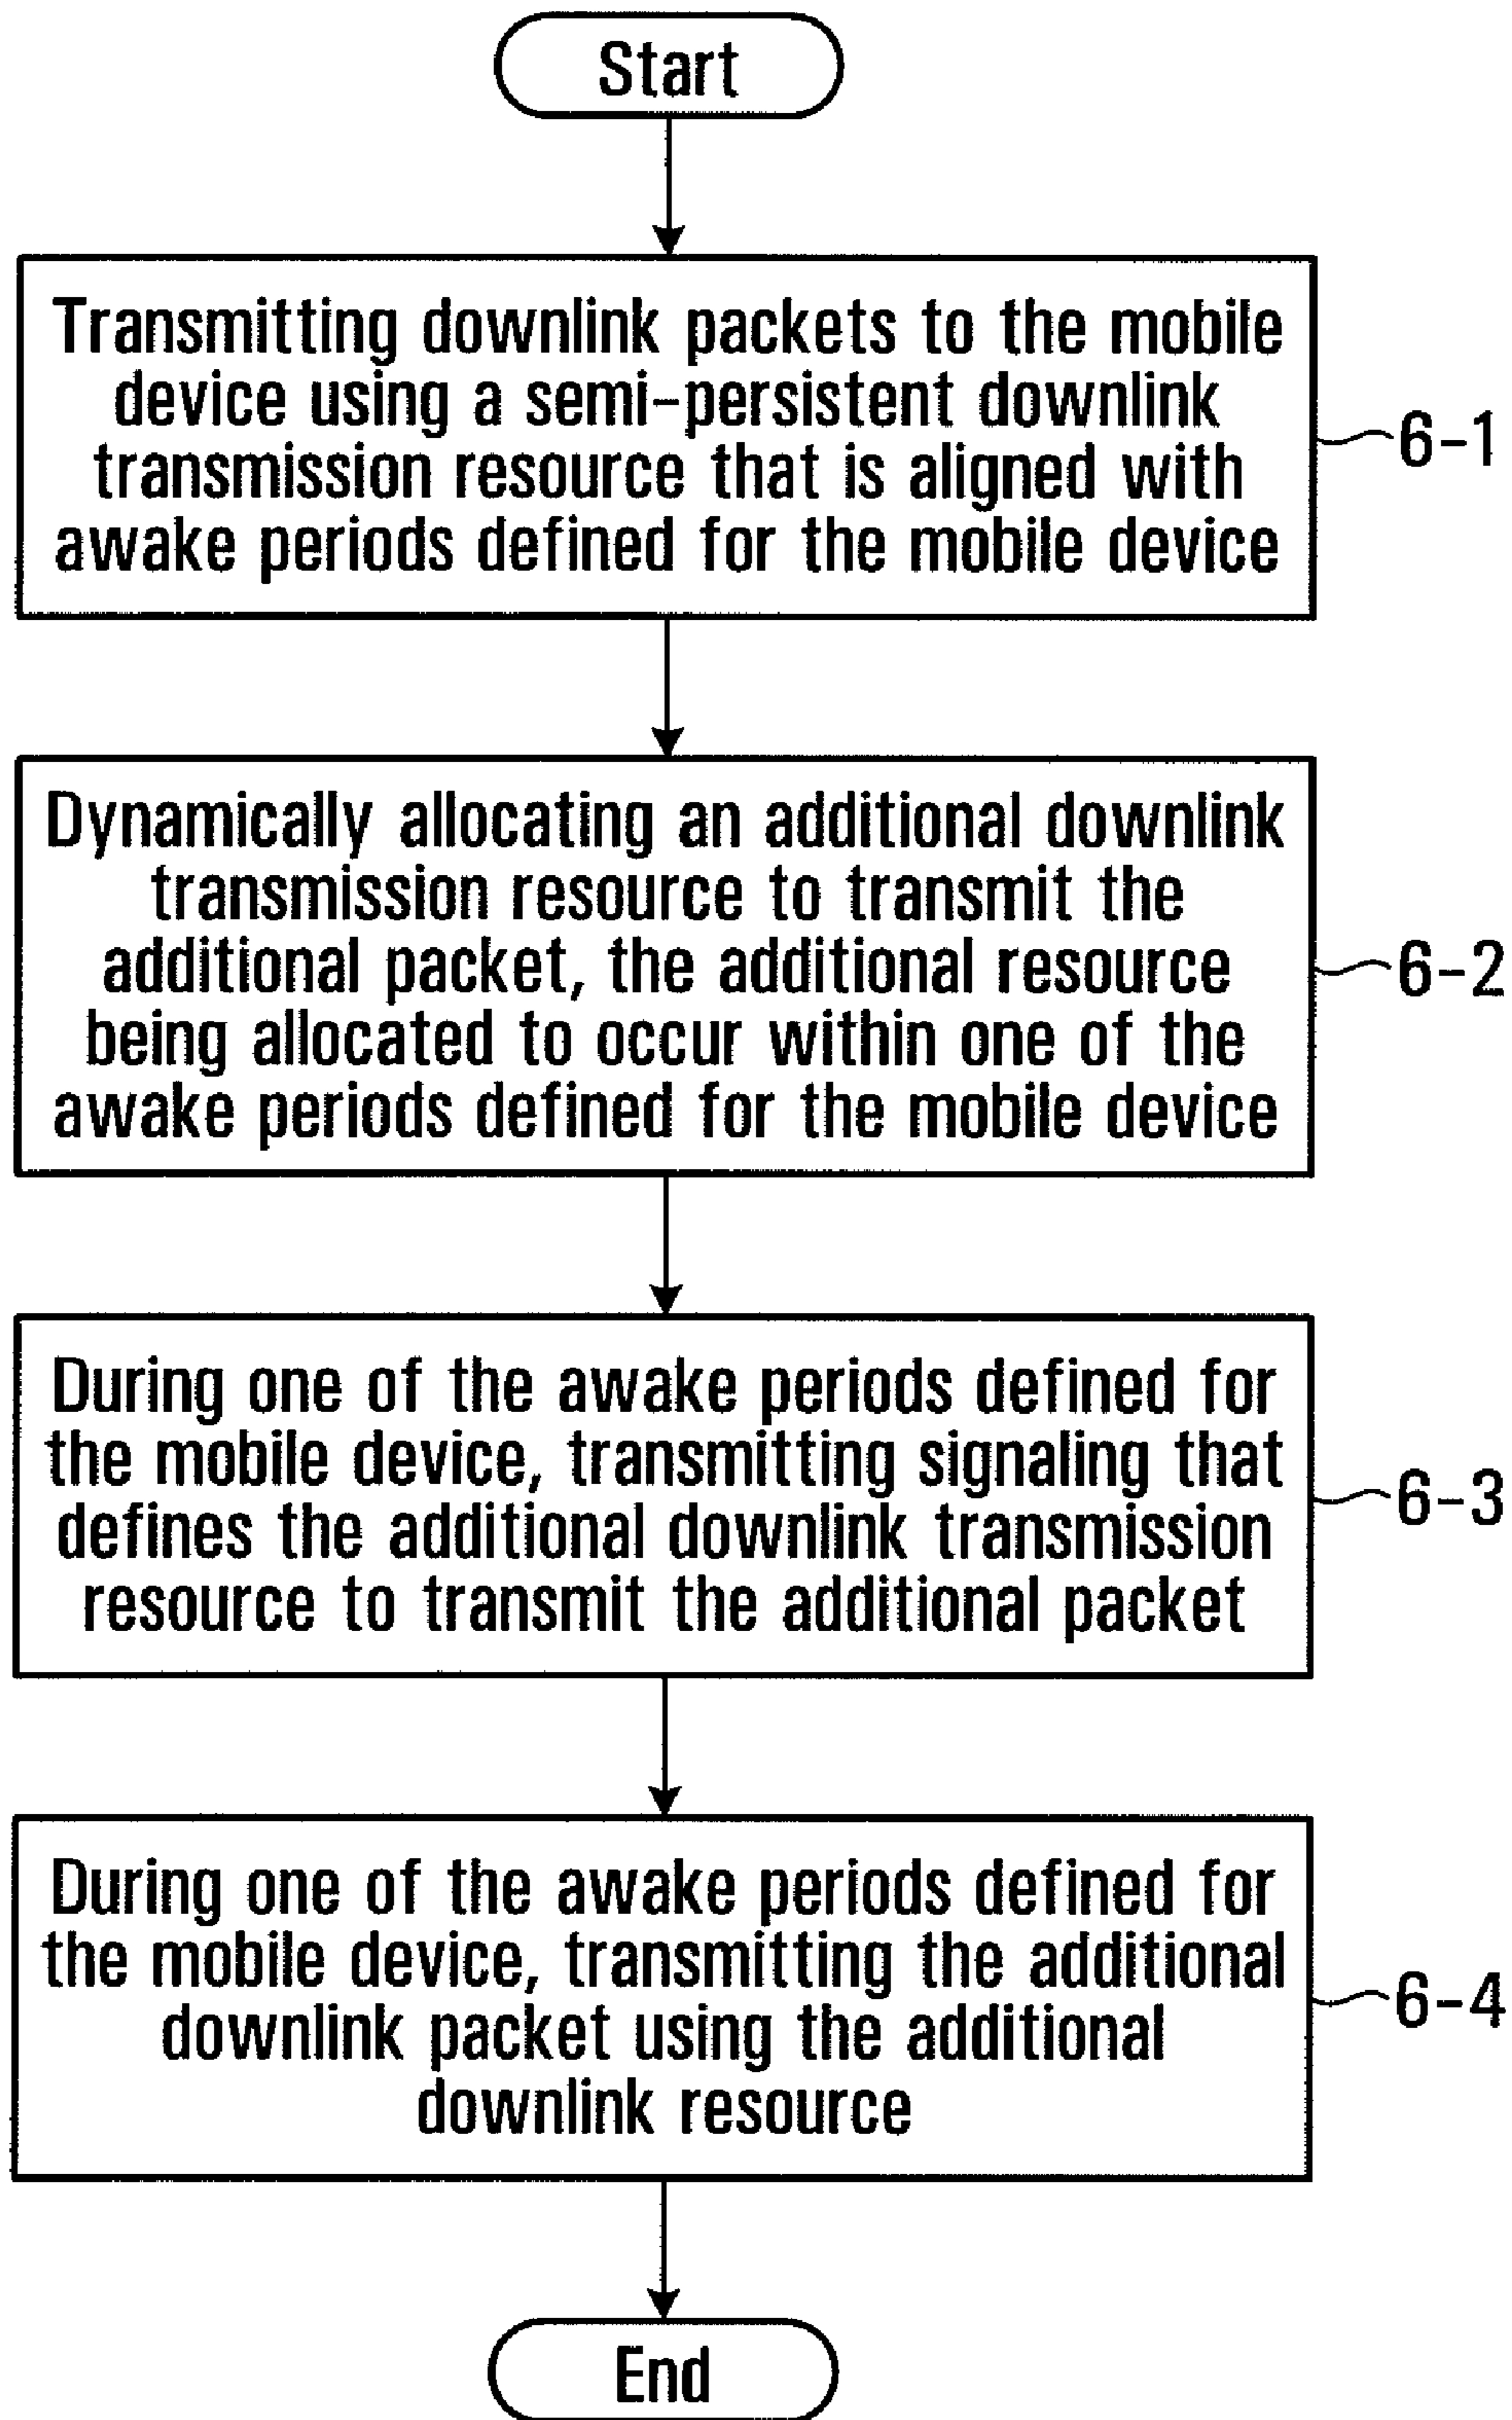 Start
Transmitting downlink packets to the mobile
device using a semi-persistent downlink
transmission resource that is aligned with
awake periods defined for the mobile device
6-1
Dynamically allocating an additional downlink
transmission resource to transmit the
additional packet, the additional resource
being allocated to occur within one of the
awake periods defined for the mobile device
6-2
During one of the awake periods defined for
the mobile device, transmitting signaling that
defines the additional downlink transmission
resource to transmit the additional packet
6-3
During one of the awake periods defined for
the mobile device, transmitting the additional
downlink packet using the additional
downlink resource
6-4
End